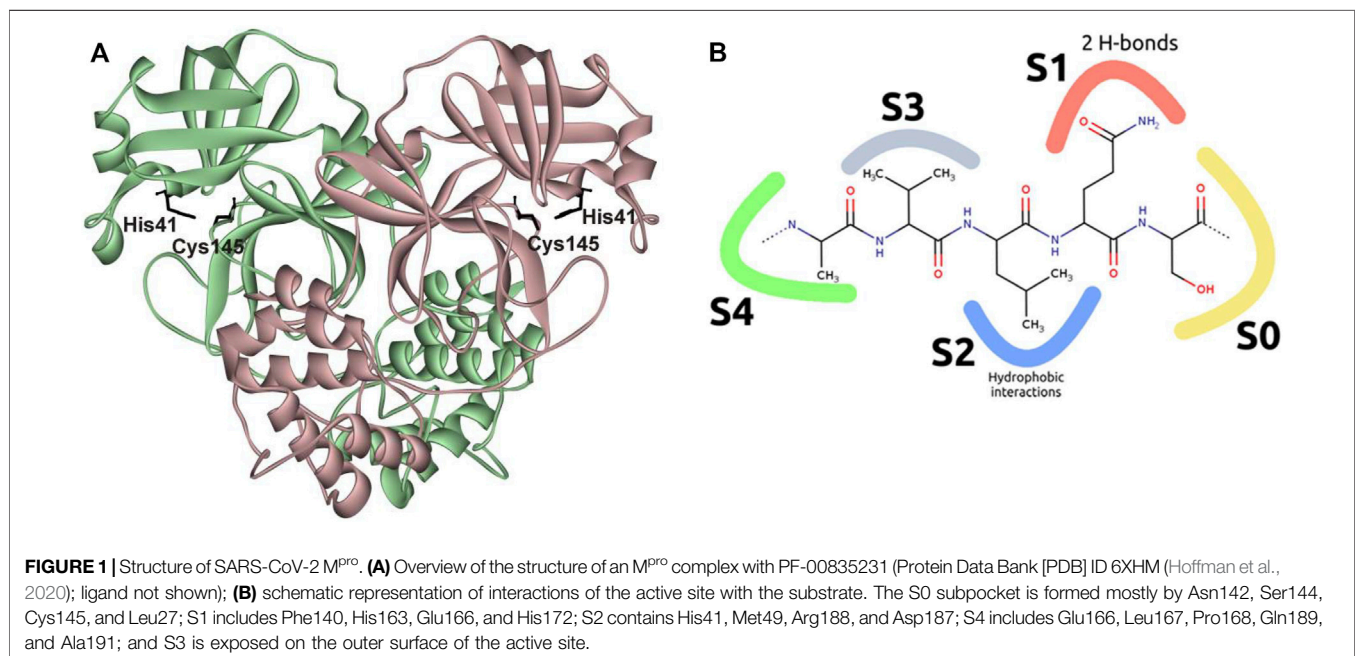 A
His41
Cys145
His41
Cys145
B
2 H-bonds
S1
S3
O
NH₂
H₃C
CH₃
O
O
O
N
H
N
H
N
CH₃
N
H
O
N
H
O
CH₃
OH
S4
S2
CH₃
S0
Hydrophobic
interactions
FIGURE 1 | Structure of SARS-CoV-2 Mᵖʳᵒ. (A) Overview of the structure of an Mᵖʳᵒ complex with PF-00835231 (Protein Data Bank [PDB] ID 6XHM (Hoffman et al.,
2020); ligand not shown); (B) schematic representation of interactions of the active site with the substrate. The S0 subpocket is formed mostly by Asn142, Ser144,
Cys145, and Leu27; S1 includes Phe140, His163, Glu166, and His172; S2 contains His41, Met49, Arg188, and Asp187; S4 includes Glu166, Leu167, Pro168, Gln189,
and Ala191; and S3 is exposed on the outer surface of the active site.